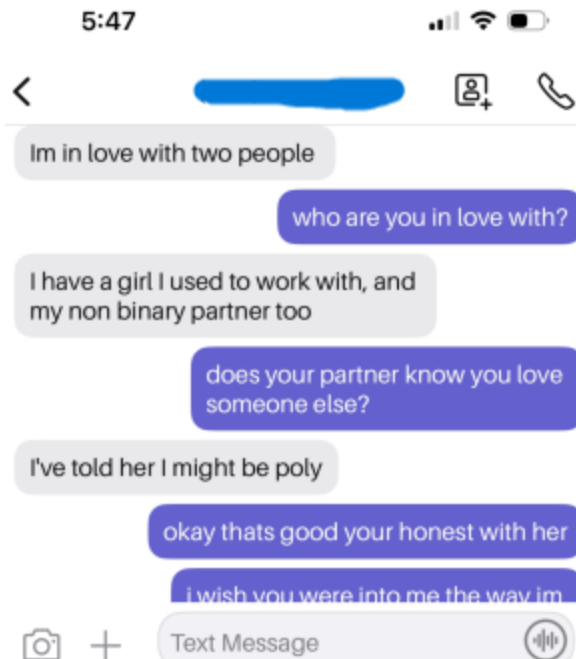 5:47
Im in love with two people
who are you in love with?
I have a girl I used to work with, and
my non binary partner too
does your partner know you love
someone else?
I've told her I might be poly
okay thats good your honest with her
i wish you were into me the way im
Text Message